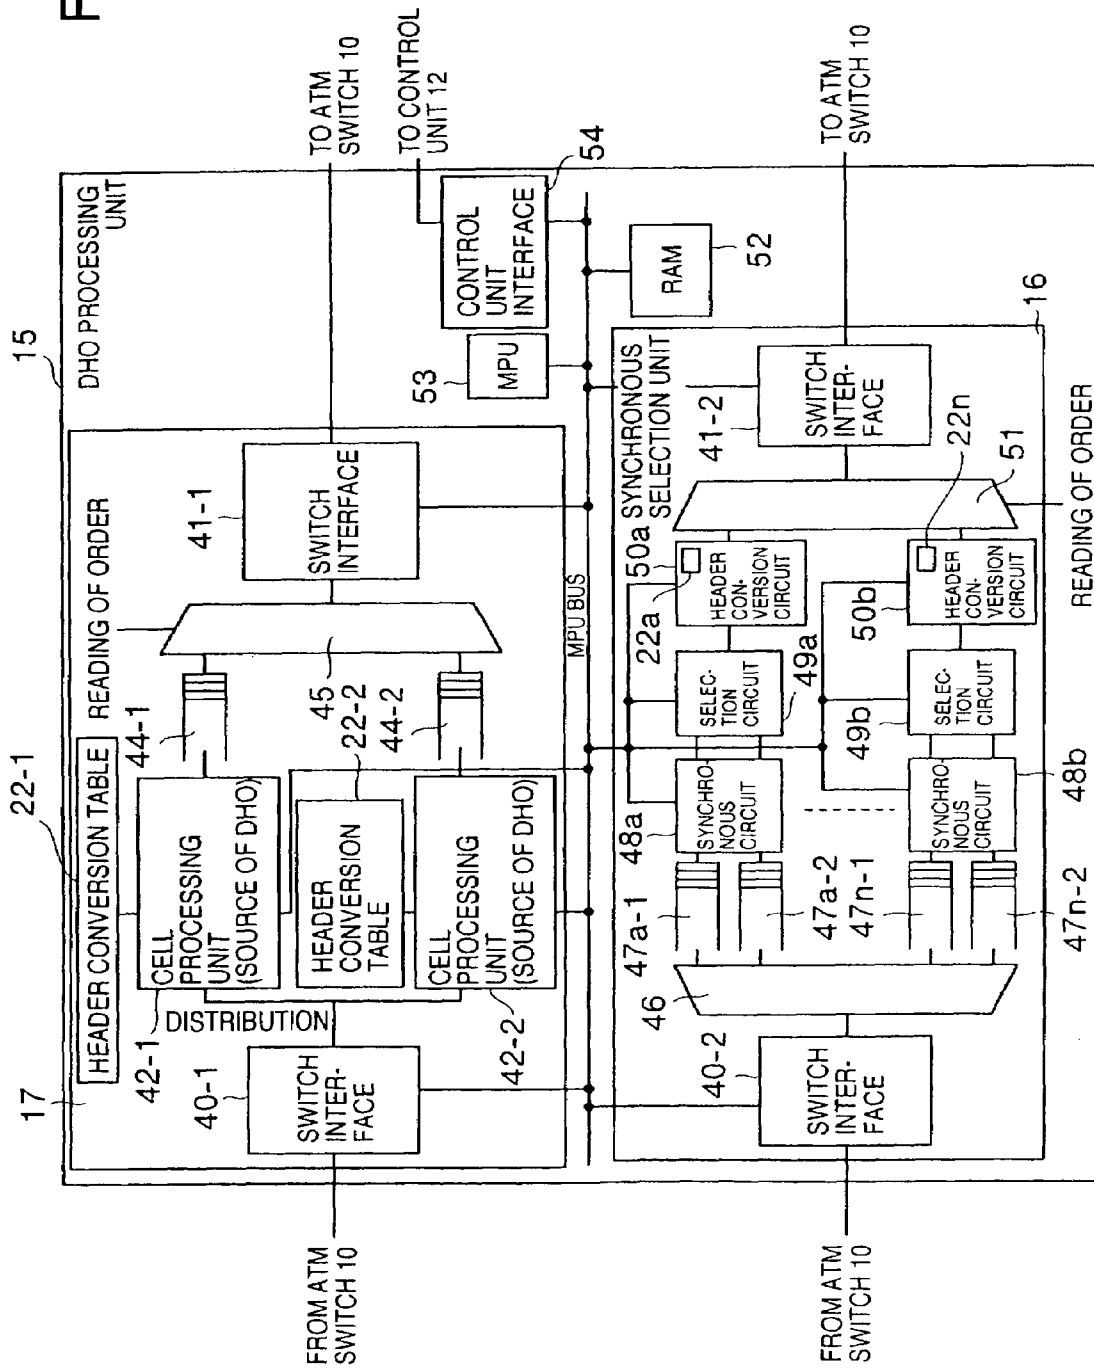 F
15
DHO PROCESSING
UNIT
17
22-1
HEADER CONVERSION TABLE
READING OF ORDER
42-1
CELL
PROCESSING
UNIT
(SOURCE OF DHO)
44-1
41-1
SWITCH
INTERFACE
TO ATM
SWITCH 10
DISTRIBUTION
HEADER
CONVERSION
TABLE
22-2
45
44-2
FROM ATM
SWITCH 10
40-1
SWITCH
INTER-
FACE
42-2
CELL
PROCESSING
UNIT
(SOURCE OF DHO)
53
MPU
CONTROL
UNIT
INTERFACE
54
TO CONTROL
UNIT 12
MPU BUS
RAM
52
SYNCHRONOUS
SELECTION UNIT
16
FROM ATM
SWITCH 10
40-2
SWITCH
INTER-
FACE
46
47a-1
47a-2
47n-1
47n-2
48a
SYNCHRO-
NOUS
CIRCUIT
SELEC-
TION
CIRCUIT
49a
22a
50a
HEADER
CON-
VERSION
CIRCUIT
48b
SYNCHRO-
NOUS
CIRCUIT
49b
SELEC-
TION
CIRCUIT
50b
HEADER
CON-
VERSION
CIRCUIT
22n
51
41-2
SWITCH
INTER-
FACE
TO ATM
SWITCH 10
READING OF ORDER